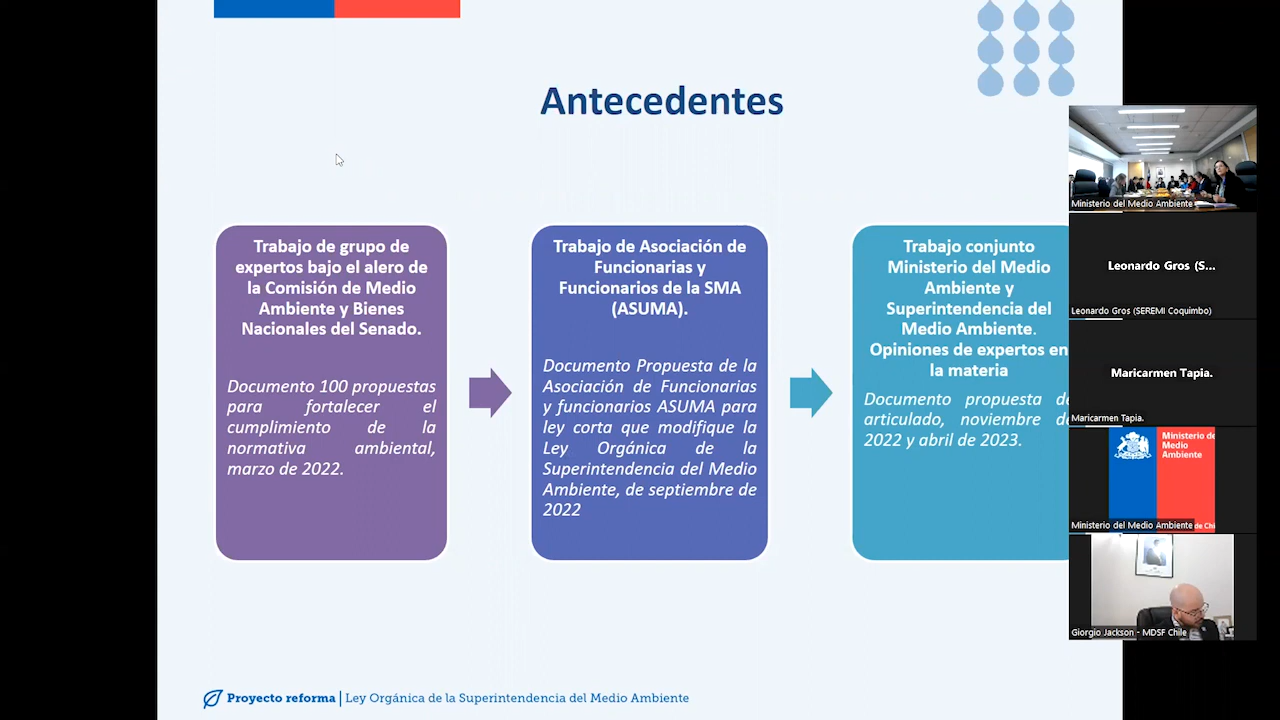 Antecedentes
Trabajo de grupo de
expertos bajo el alero de
la Comisión de Medio
Ambiente y Bienes
Nacionales del Senado.
Documento 100 propuestas
para fortalecer el
cumplimiento de la
normativa ambiental,
marzo de 2022.
Trabajo de Asociación de
Funcionarias y
Funcionarios de la SMA
(ASUMA).
Documento Propuesta de la
Asociación de Funcionarias
y funcionarios ASUMA para
ley corta que modifique la
Ley Orgánica de la
Superintendencia del Medio
Ambiente, de septiembre de
2022
Trabajo conjunto
Ministerio del Medio
Ambiente y
Superintendencia del
Medio Ambiente.
Opiniones de expertos en
la materia
Documento propuesta de
articulado, noviembre de
2022 y abril de 2023.
Ministerio del Medio Ambiente
Leonardo Gros (S...
Leonardo Gros (SEREMI Coquimbo)
Maricarmen Tapia.
Maricarmen Tapia.
Ministerio de
Medio
Ambiente
Ministerio del Medio Ambiente
de Chi
Giorgio Jackson - MDSF Chile
Proyecto reforma | Ley Orgánica de la Superintendencia del Medio Ambiente